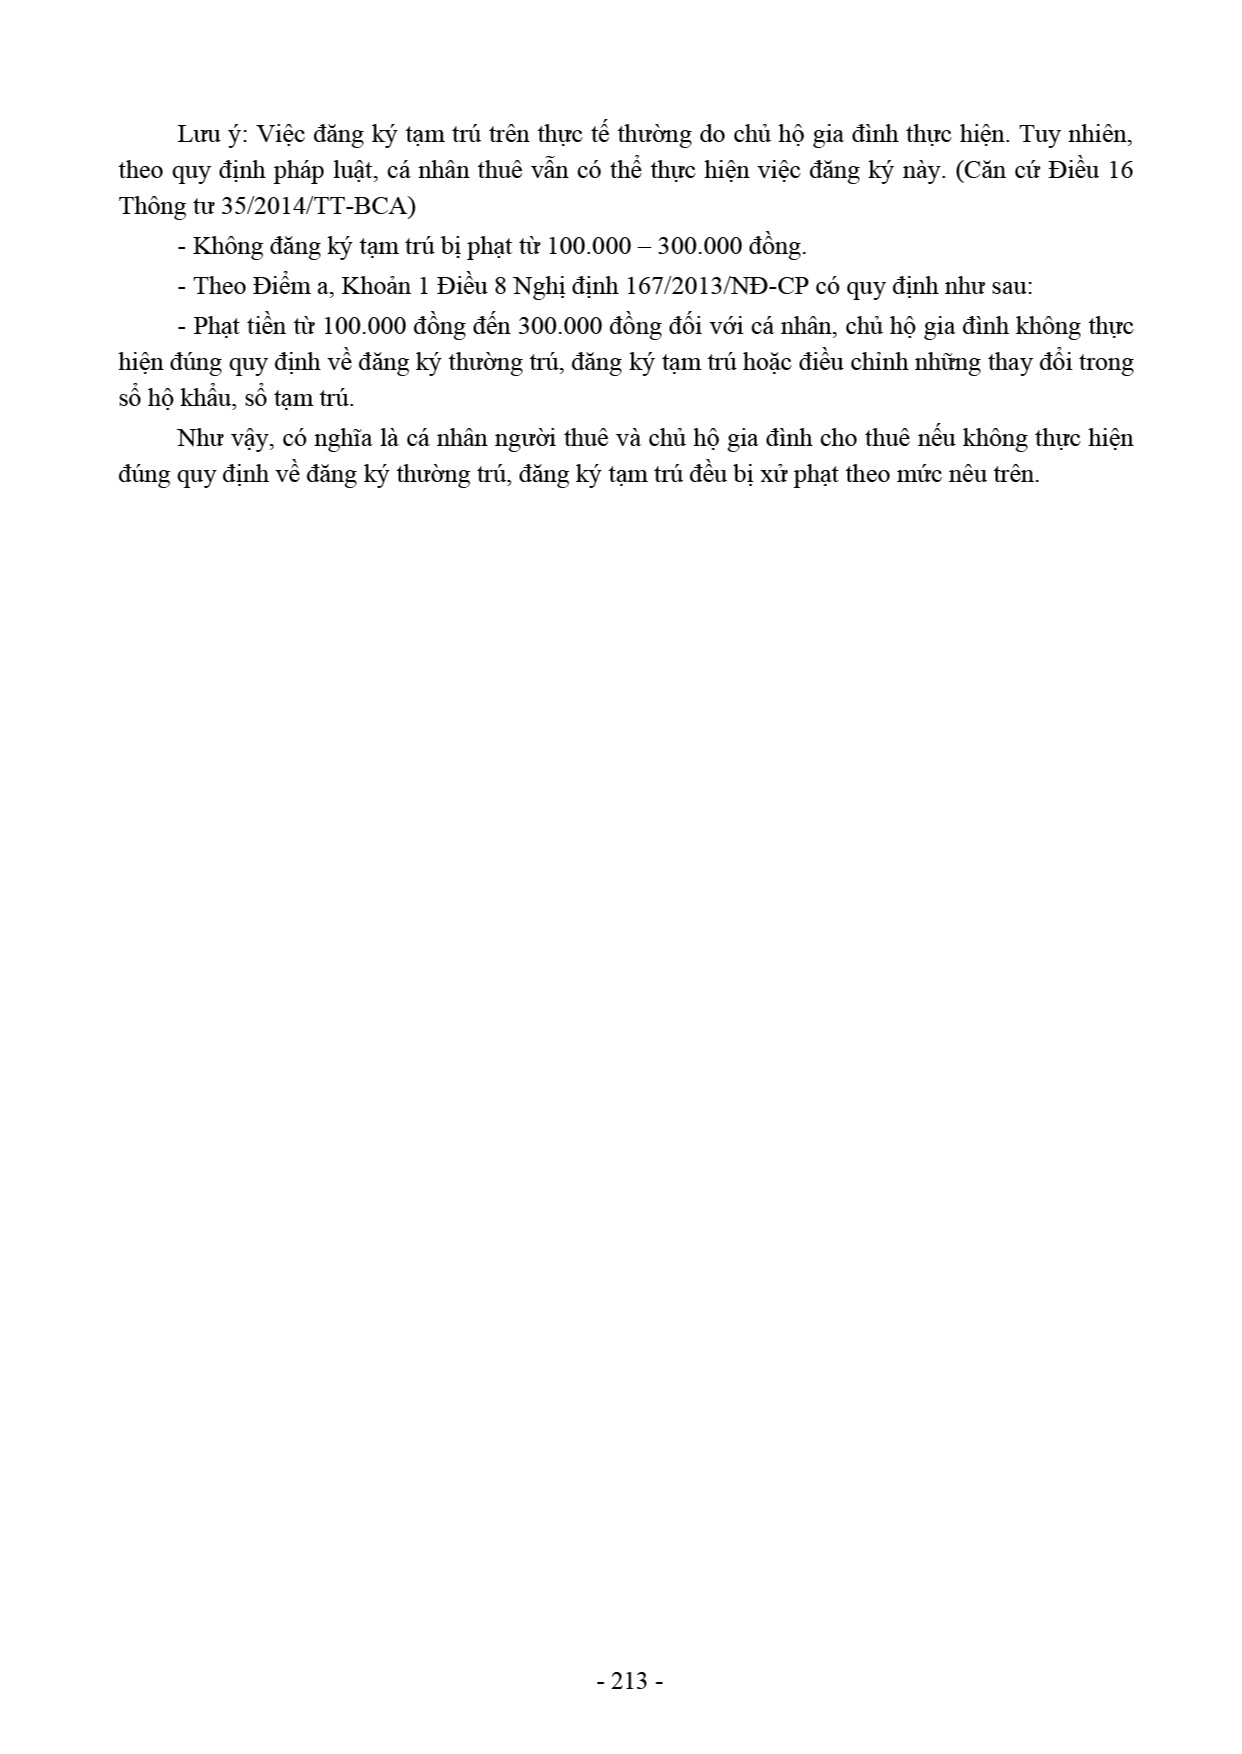 Lưu ý: Việc đăng ký tạm trú trên thực tế thường do chủ hộ gia đình thực hiện. Tuy nhiên,
theo quy định pháp luật, cá nhân thuê vẫn có thể thực hiện việc đăng ký này. (Căn cứ Điều 16
Thông tư 35/2014/TT-BCA)
- Không đăng ký tạm trú bị phạt từ 100.000 – 300.000 đồng.
- Theo Điểm a, Khoản 1 Điều 8 Nghị định 167/2013/NĐ-CP có quy định như sau:
- Phạt tiền từ 100.000 đồng đến 300.000 đồng đối với cá nhân, chủ hộ gia đình không thực
hiện đúng quy định về đăng ký thường trú, đăng ký tạm trú hoặc điều chỉnh những thay đổi trong
sổ hộ khẩu, sổ tạm trú.
Như vậy, có nghĩa là cá nhân người thuê và chủ hộ gia đình cho thuê nếu không thực hiện
đúng quy định về đăng ký thường trú, đăng ký tạm trú đều bị xử phạt theo mức nêu trên.
- 213 -